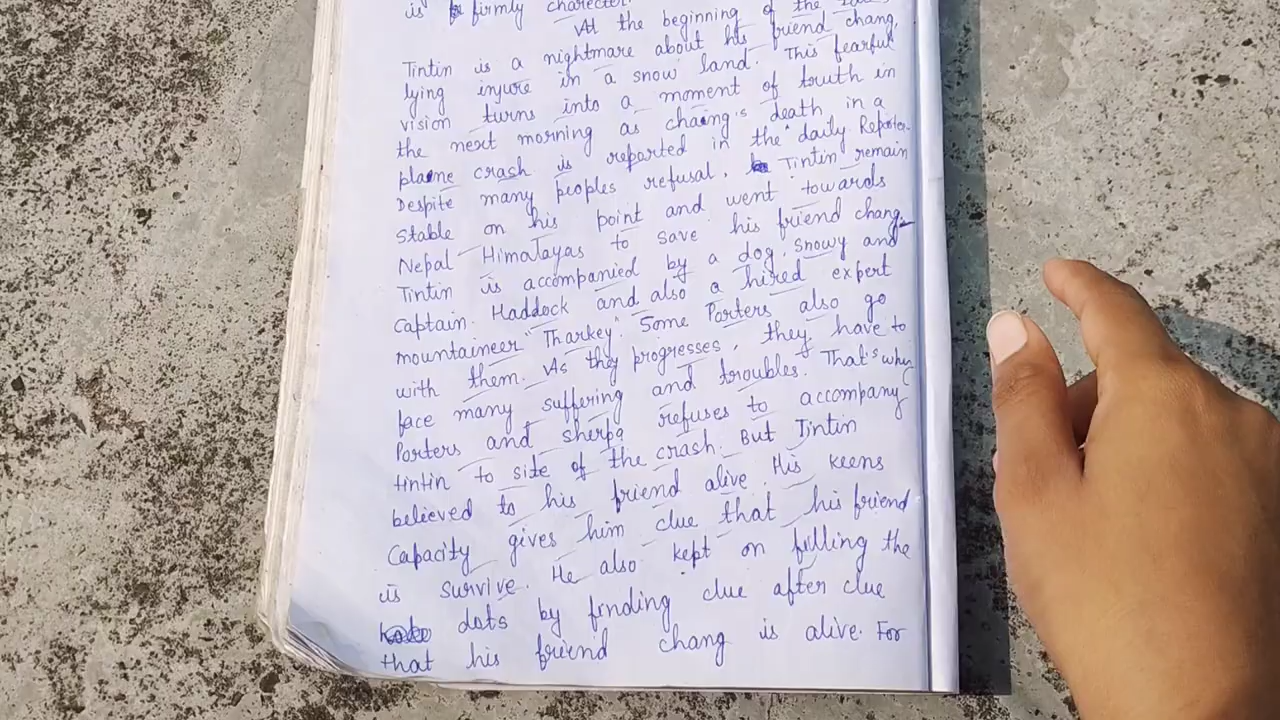 is firmly character.
At the beginning of the
Tintin is a nightmare about his friend chang,
lying injure in a snow land. This fearful
vision turns into a moment of truth in
the next morning as chang's death in a
plane crash is reported in the "daily Reporter.
Despite many peoples refusal, Tintin remain
stable on his point and went towards
Nepal Himalayas to save his friend chang.
Tintin is accompanied by a dog, Snowy and
Captain Haddock and also a hired expert
mountaineer "Tharkey". Some Porters also go
with them. As they progresses, they have to
face many suffering and troubles. That's why
Porters and sherpa refuses to accompany
tintin to site of the crash. But Tintin
believed to his friend alive. His keens
Capacity gives him clue that his friend
is survive. He also kept on filling the
dots by finding clue after clue
that his friend chang is alive. For